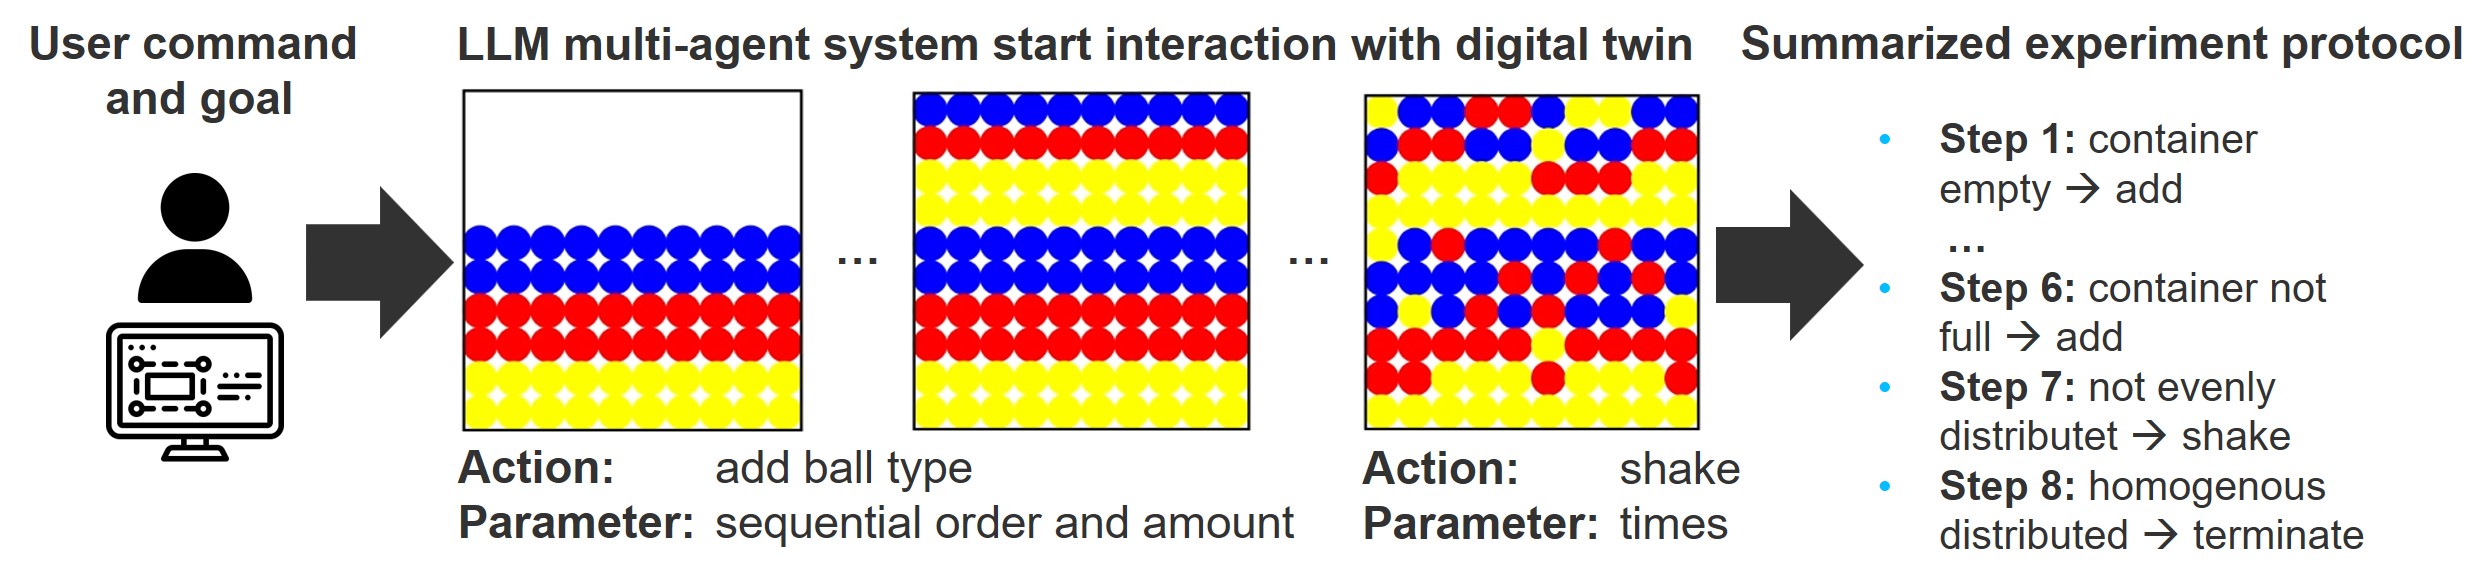 User command
and goal
LLM multi-agent system start interaction with digital twin
...
...
Action: add ball type
Parameter: sequential order and amount
Action: shake
Parameter: times
Summarized experiment protocol
• Step 1: container
empty → add
...
• Step 6: container not
full → add
• Step 7: not evenly
distributet → shake
• Step 8: homogenous
distributed → terminate